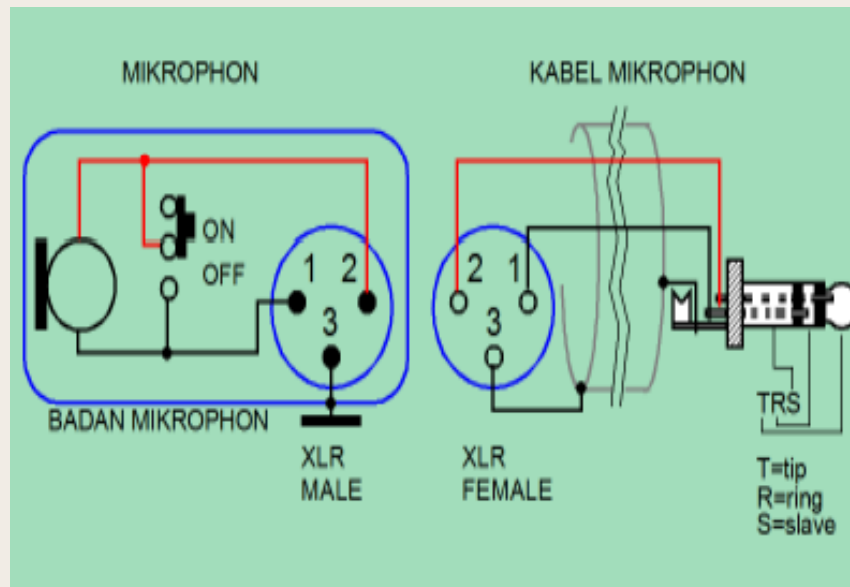 MIKROPHON
KABEL MIKROPHON
ON
OFF
1 2
3
2 1
3
BADAN MIKROPHON
XLR
MALE
XLR
FEMALE
TRS
T=tip
R=ring
S=slave